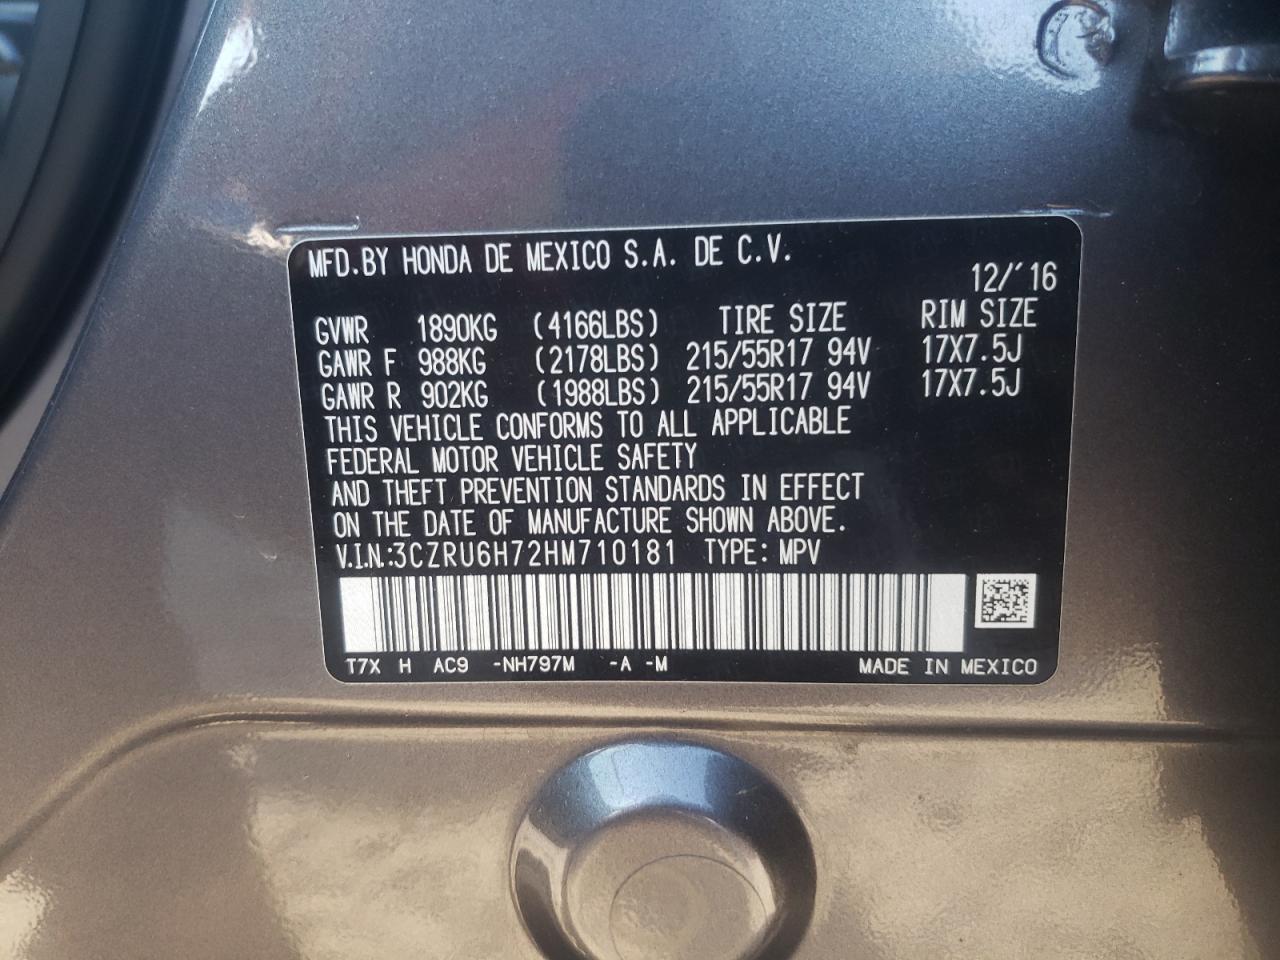 MFD.BY HONDA DE MEXICO S.A. DE C.V.
12/'16
GVWR 1890KG (4166LBS) TIRE SIZE RIM SIZE
GAWR F 988KG (2178LBS) 215/55R17 94V 17X7.5J
GAWR R 902KG (1988LBS) 215/55R17 94V 17X7.5J
THIS VEHICLE CONFORMS TO ALL APPLICABLE
FEDERAL MOTOR VEHICLE SAFETY
AND THEFT PREVENTION STANDARDS IN EFFECT
ON THE DATE OF MANUFACTURE SHOWN ABOVE.
V.I.N.:3CZRU6H72HM710181 TYPE: MPV
T7X H AC9 -NH797M -A -M MADE IN MEXICO